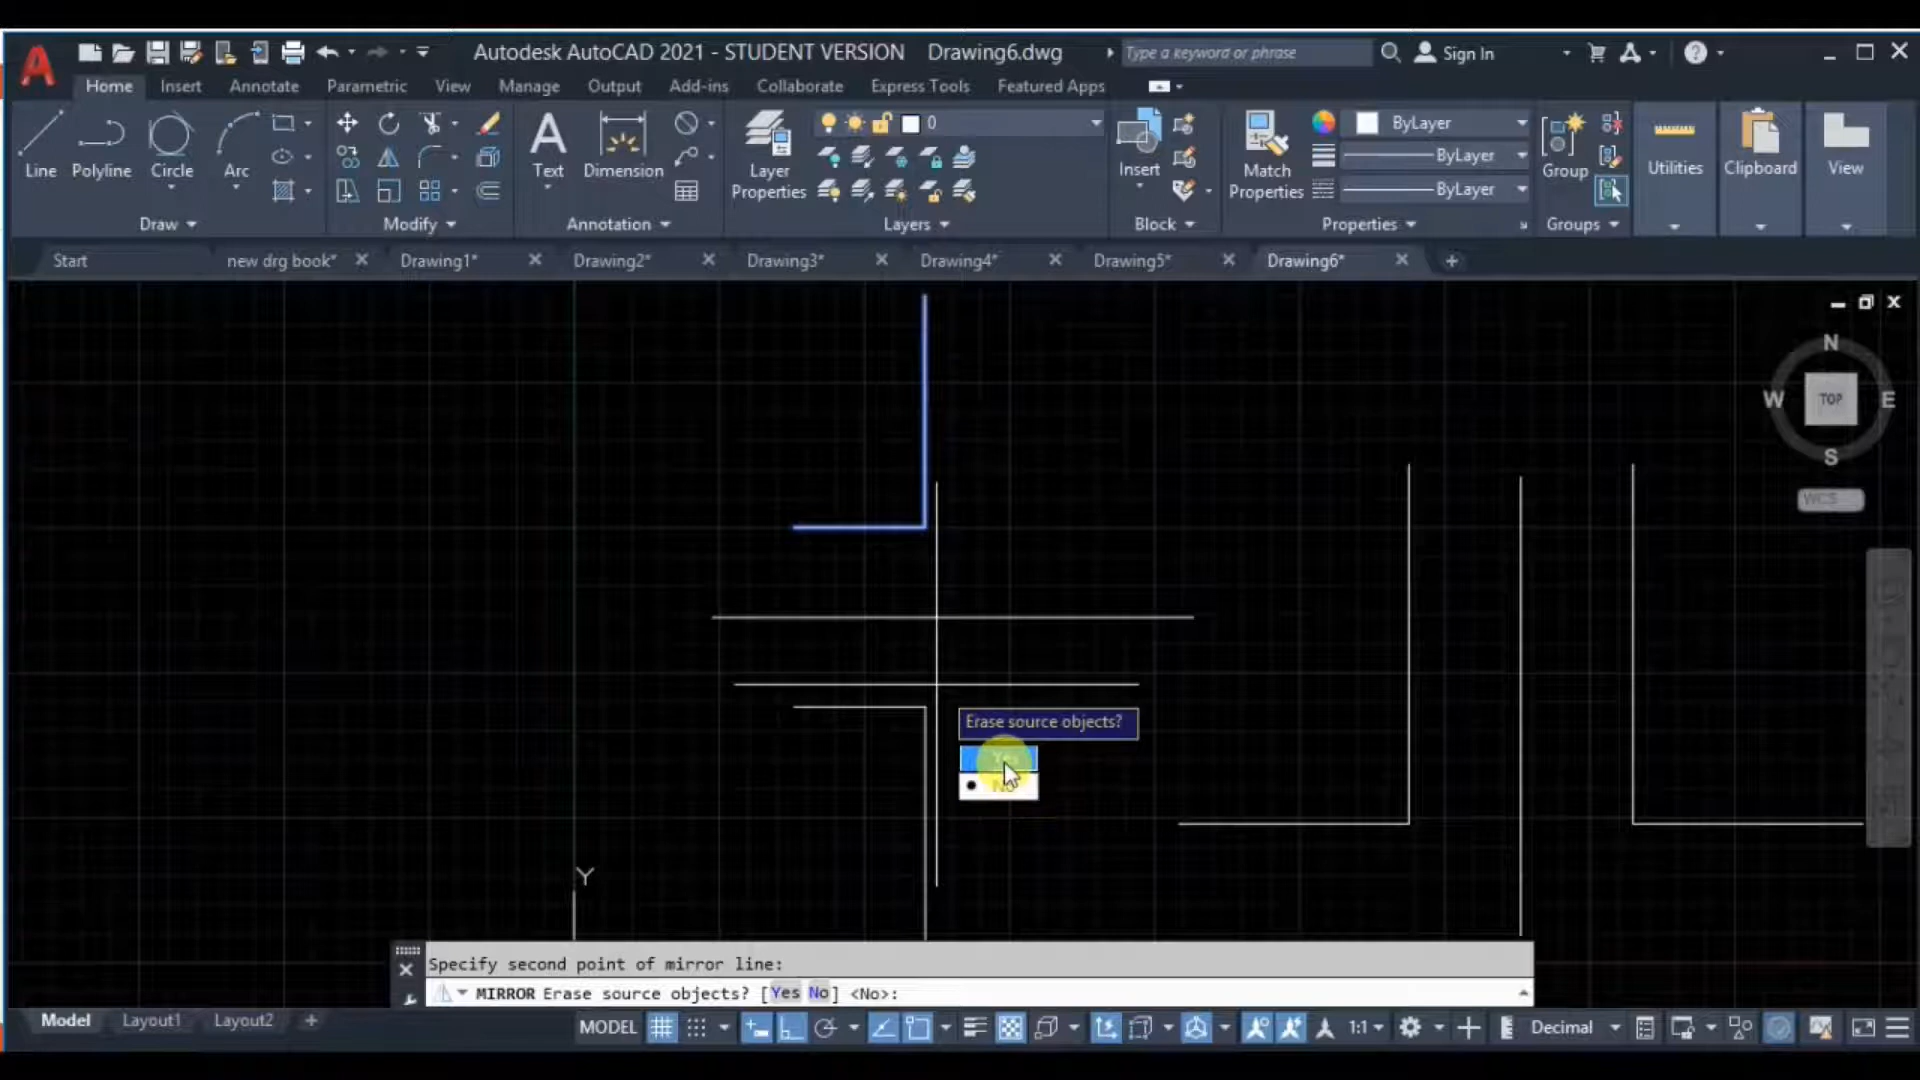 Autodesk AutoCAD 2021 - STUDENT VERSION Drawing6.dwg
Type a keyword or phrase
Sign In
Home Insert Annotate Parametric View Manage Output Add-ins Collaborate Express Tools Featured Apps
0
ByLayer
Line Polyline Circle Arc
Text Dimension
Layer Properties
Insert
Match Properties
ByLayer
ByLayer
Group
Utilities
Clipboard
View
Draw Modify Annotation Layers Block Properties Groups
Start new drg book* Drawing1* Drawing2* Drawing3* Drawing4* Drawing5* Drawing6*
N
W TOP E
S
WCS
Erase source objects?
Yes
No
Y
Specify second point of mirror line:
MIRROR Erase source objects? [Yes No] <No>:
Model Layout1 Layout2 +
MODEL 1:1 Decimal